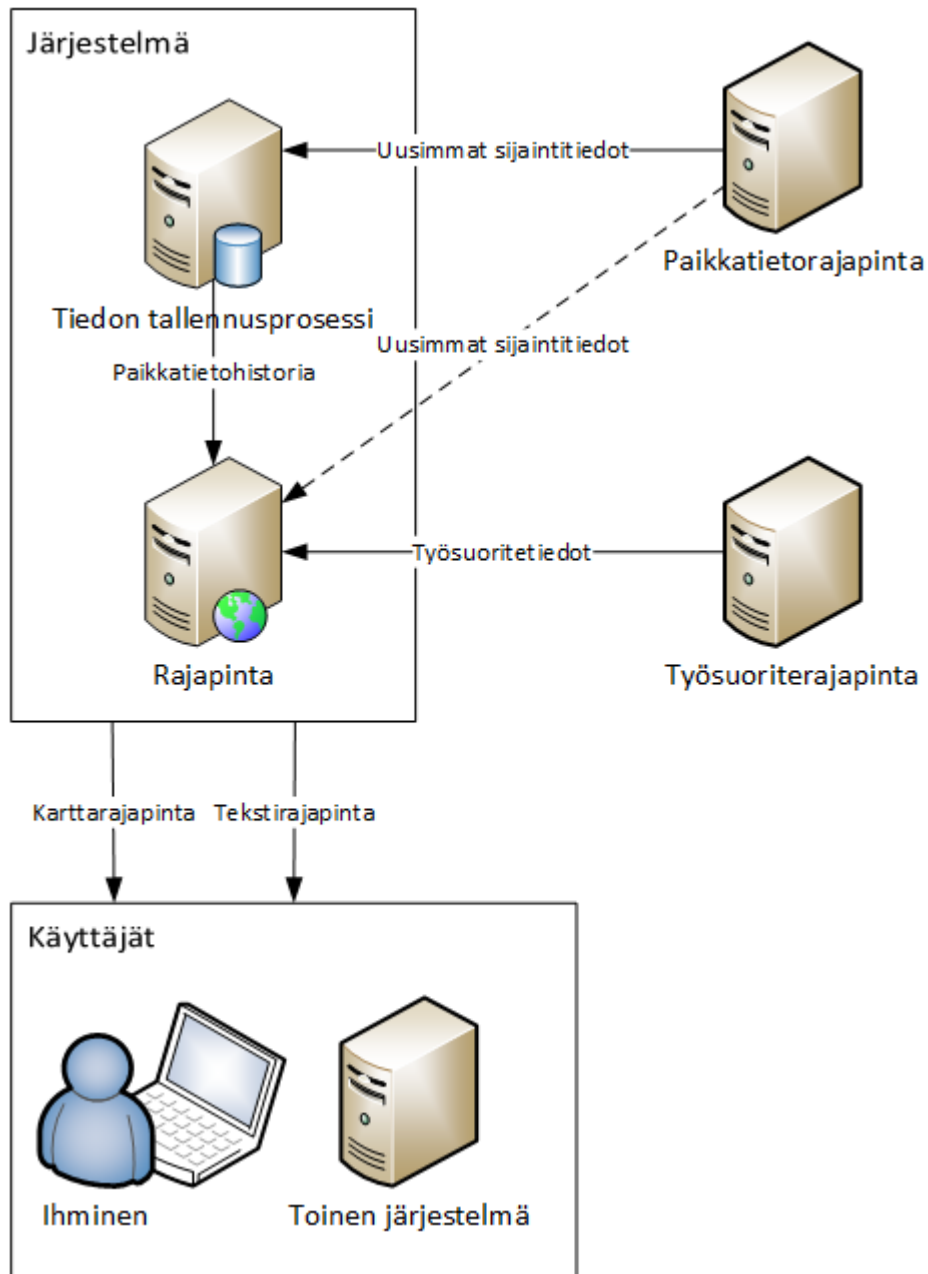 Järjestelmä
Uusimmat sijaintitiedot
Paikkatietorajapinta
Tiedon tallennusprosessi
Uusimmat sijaintitiedot
Paikkatietohistoria
Työsuoritetiedot
Rajapinta
Työsuoriterajapinta
Karttarajapinta
Tekstirajapinta
Käyttäjät
Ihminen
Toinen järjestelmä